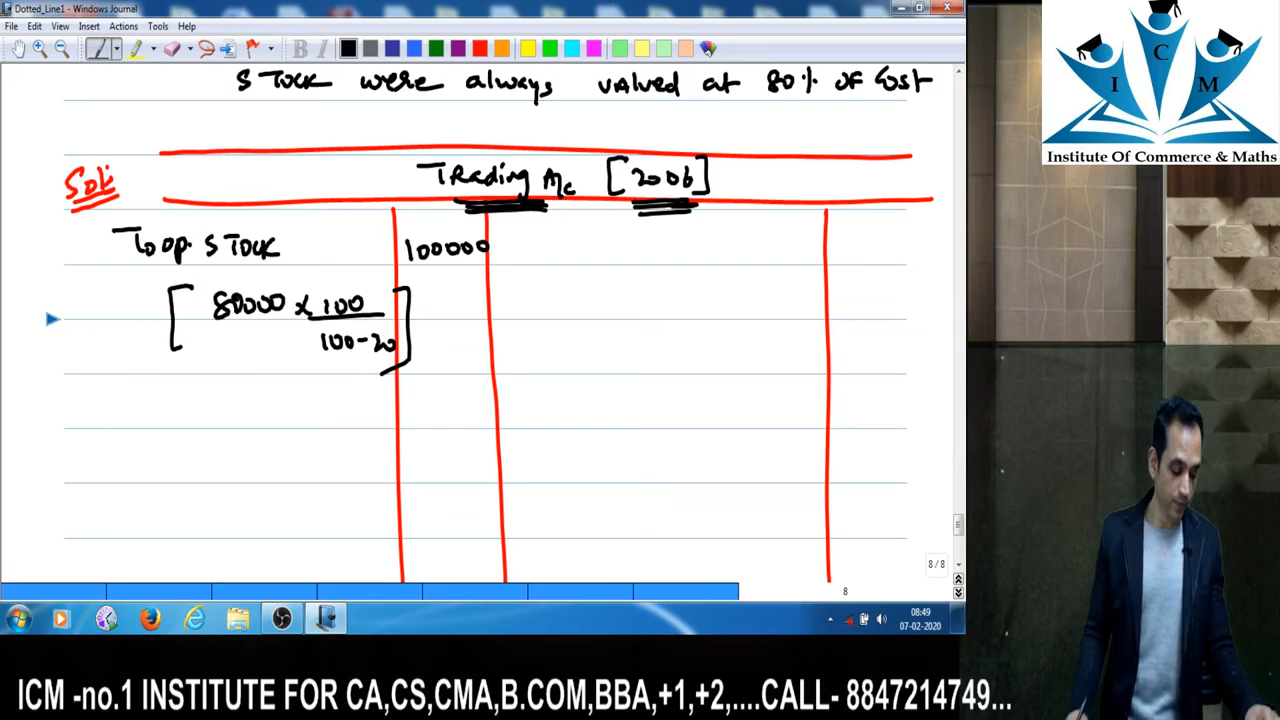 Dotted_Line1 - Windows Journal
File Edit View Insert Actions Tools Help
B I
STOCK were always valued at 80% OF COST
Sol:
Trading A/c [2006]
To op. STOCK 100000
[80000 x 100
100-20]
8/8
8
08:49
07-02-2020
I C M
Institute Of Commerce & Maths
ICM -no.1 INSTITUTE FOR CA,CS,CMA,B.COM,BBA,+1,+2,....CALL- 8847214749...